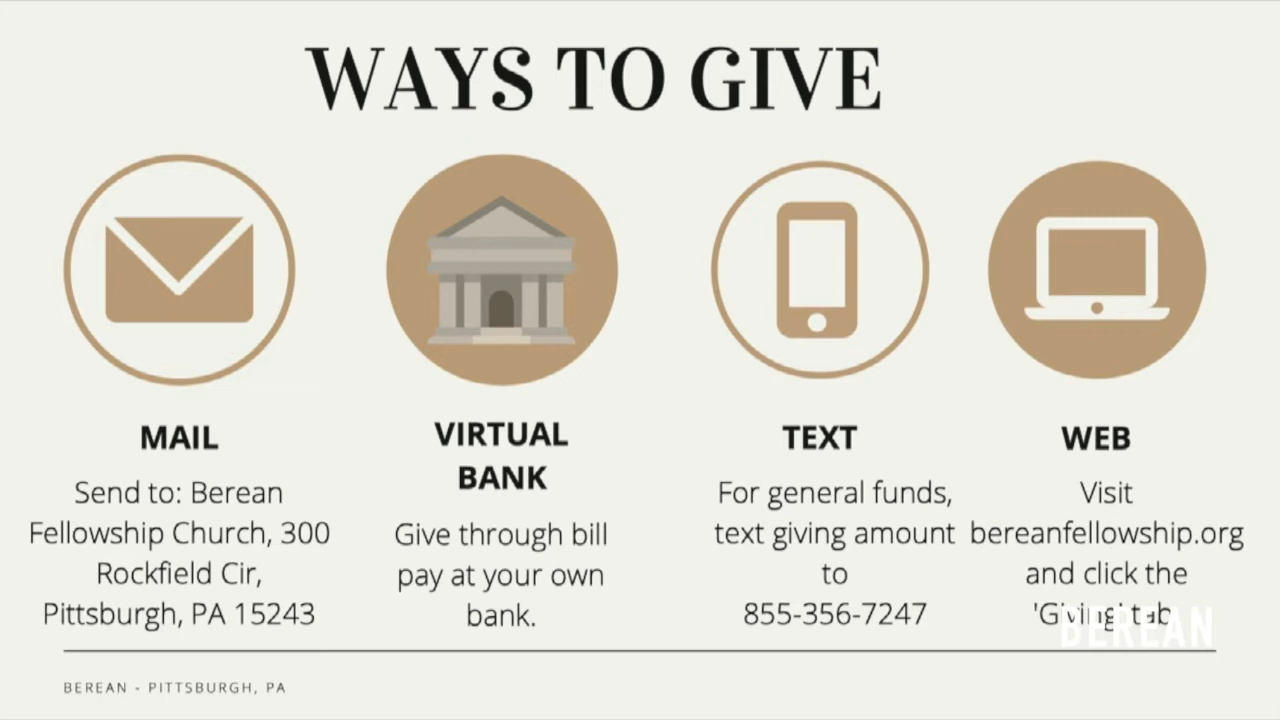 WAYS TO GIVE
MAIL
Send to: Berean
Fellowship Church, 300
Rockfield Cir,
Pittsburgh, PA 15243
VIRTUAL
BANK
Give through bill
pay at your own
bank.
TEXT
For general funds,
text giving amount
to
855-356-7247
WEB
Visit
bereanfellowship.org
and click the
'Giving' tab
BEREAN
BEREAN - PITTSBURGH, PA